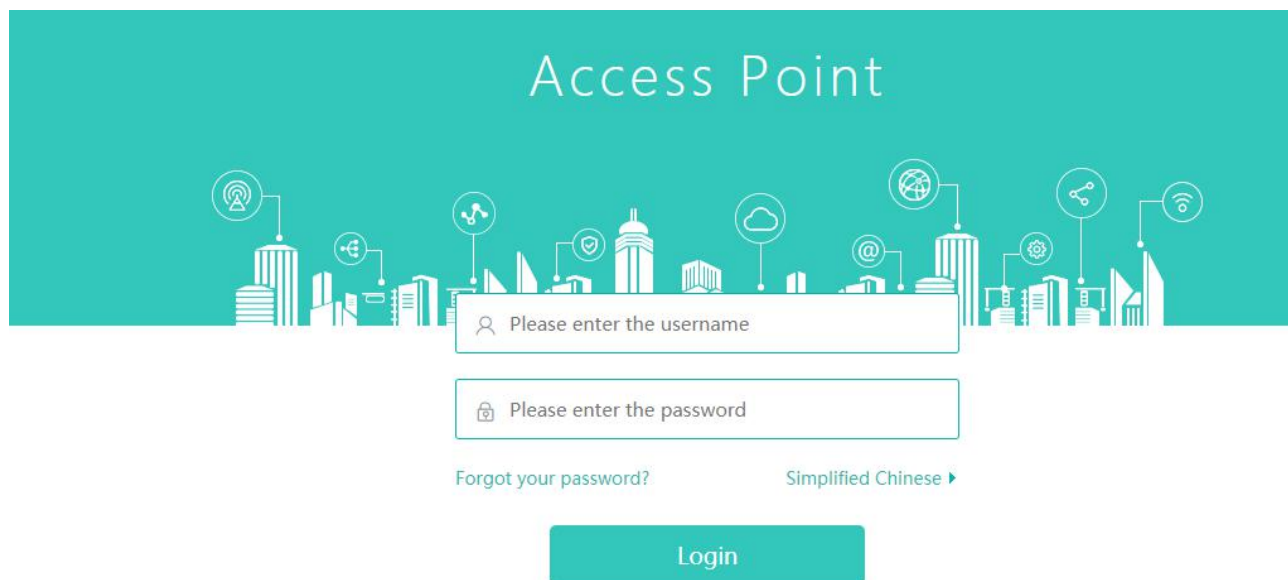 Access Point
@
Please enter the username
Please enter the password
Forgot your password? Simplified Chinese
Login